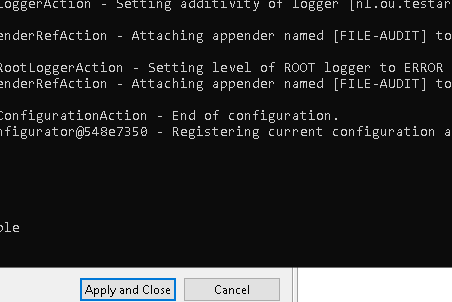 LoggerAction - Setting additivity of logger [nl.ou.testar
enderRefAction - Attaching appender named [FILE-AUDIT] to
RootLoggerAction - Setting level of ROOT logger to ERROR
enderRefAction - Attaching appender named [FILE-AUDIT] to
ConfigurationAction - End of configuration.
nfigurator@548e7350 - Registering current configuration a
ole
Apply and Close
Cancel